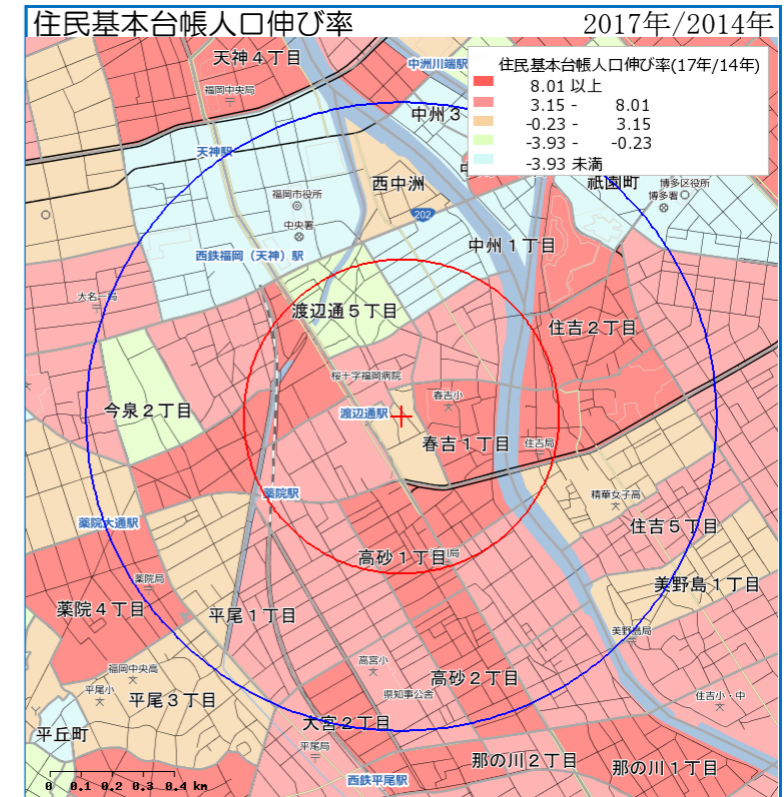 住民基本台帳人口伸び率
2017年/2014年
住民基本台帳人口伸び率(17年/14年)
8.01 以上
3.15 - 8.01
-0.23 - 3.15
-3.93 - -0.23
-3.93 未満
天神4丁目
福岡中央局
中洲川端駅
中州3
天神駅
西中洲
祇園町
博多区役所
博多署
福岡市役所
中央署
202
西鉄福岡(天神)駅
中州1丁目
大名一局
渡辺通5丁目
住吉2丁目
桜十字福岡病院
春吉小
今泉2丁目
渡辺通駅
春吉1丁目
住吉局
薬院駅
精華女子高
薬院大通駅
住吉5丁目
高砂1丁目
局
薬院局
美野島1丁目
薬院4丁目
平尾1丁目
美野島局
高宮小
福岡中央高
高砂2丁目
平尾小
平尾3丁目
県知事公舎
住吉小・中
大宮2丁目
平丘町
平尾局
那の川2丁目
那の川1丁目
西鉄平尾駅
0 0.1 0.2 0.3 0.4 km